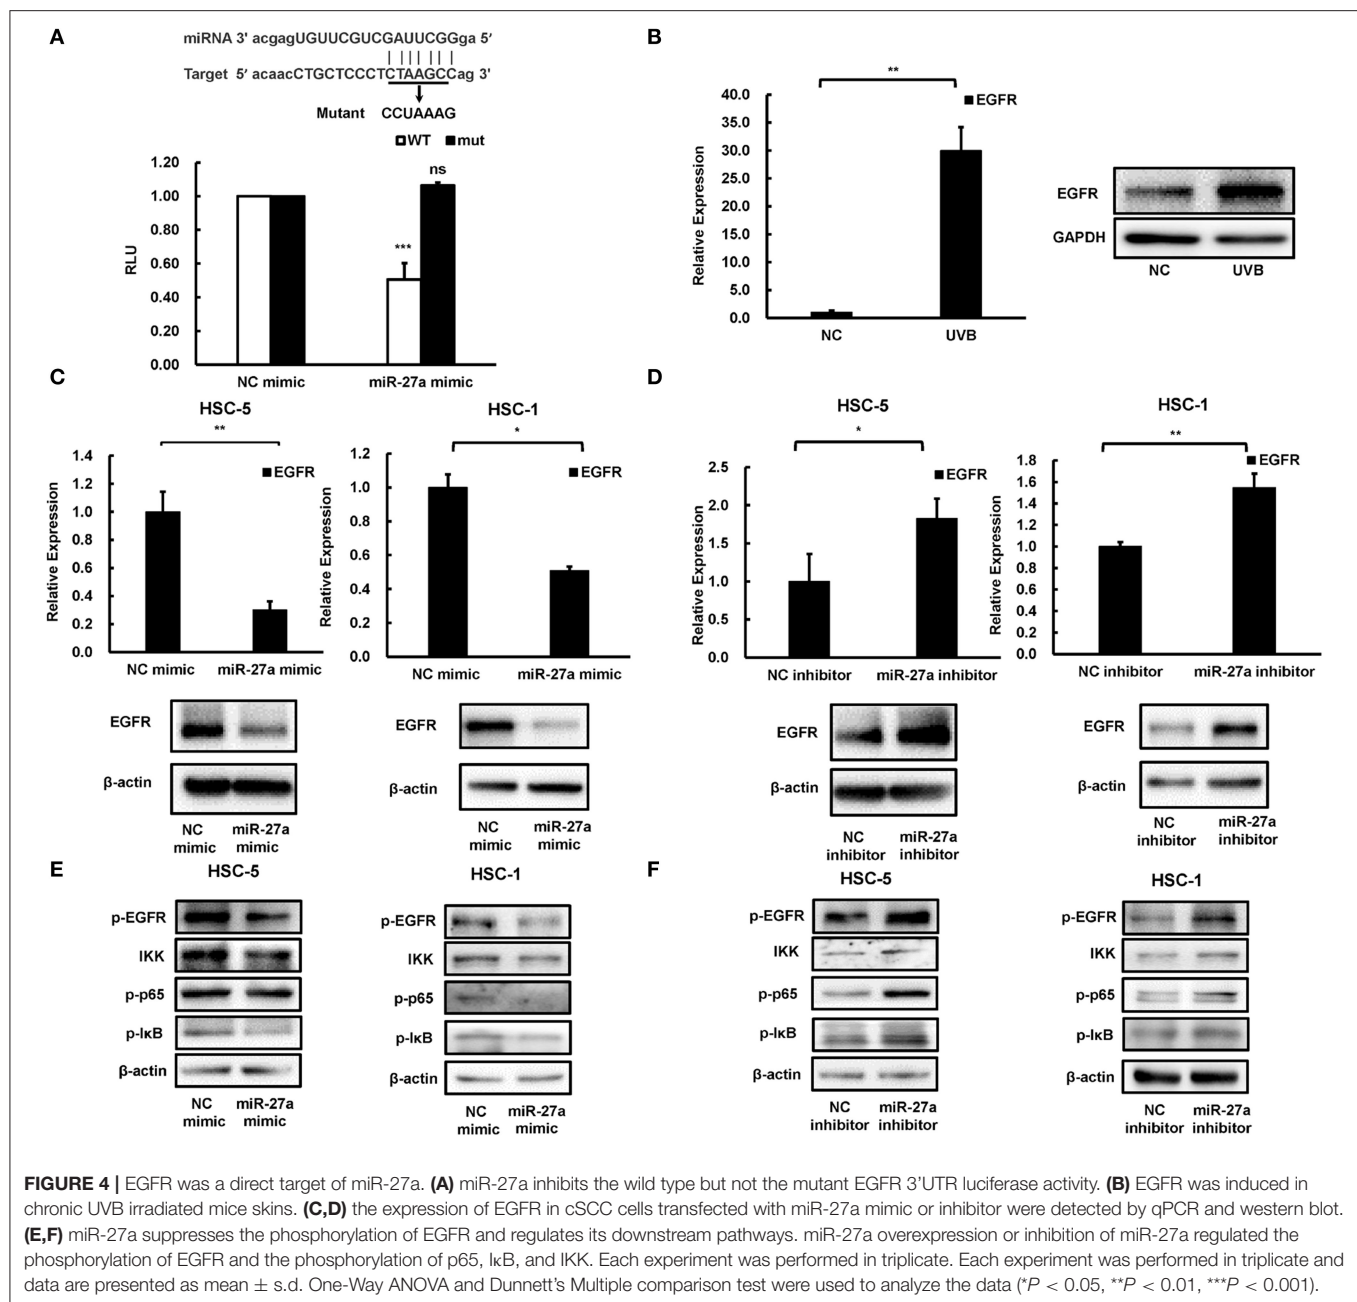 A
miRNA 3' acgagUGUUCGUCGAUUCGGga 5'
Target 5' acaacCTGCTCCCTCTAAGCCag 3'
Mutant CCUAAAG
WT mut
1.20
1.00
0.80
0.60
0.40
0.20
0.00
RLU
***
ns
NC mimic miR-27a mimic
B
**
EGFR
40.0
35.0
30.0
25.0
20.0
15.0
10.0
5.0
0.0
Relative Expression
NC UVB
EGFR
GAPDH
NC UVB
C
HSC-5
**
EGFR
1.4
1.2
1.0
0.8
0.6
0.4
0.2
0.0
Relative Expression
NC mimic miR-27a mimic
EGFR
β-actin
NC mimic
miR-27a mimic
HSC-1
*
EGFR
1.2
1.0
0.8
0.6
0.4
0.2
0
Relative Expression
NC mimic miR-27a mimic
EGFR
β-actin
NC mimic
miR-27a mimic
D
HSC-5
*
EGFR
2.5
2.0
1.5
1.0
0.5
0.0
Relative Expression
NC inhibitor miR-27a inhibitor
EGFR
β-actin
NC inhibitor
miR-27a inhibitor
HSC-1
**
EGFR
1.8
1.6
1.4
1.2
1.0
0.8
0.6
0.4
0.2
0.0
Relative Expression
NC inhibitor miR-27a inhibitor
EGFR
β-actin
NC inhibitor
miR-27a inhibitor
E
HSC-5
p-EGFR
IKK
p-p65
p-IκB
β-actin
NC mimic
miR-27a mimic
HSC-1
p-EGFR
IKK
p-p65
p-IκB
β-actin
NC mimic
miR-27a mimic
F
HSC-5
p-EGFR
IKK
p-p65
p-IκB
β-actin
NC inhibitor
miR-27a inhibitor
HSC-1
p-EGFR
IKK
p-p65
p-IκB
β-actin
NC inhibitor
miR-27a inhibitor
FIGURE 4 | EGFR was a direct target of miR-27a. (A) miR-27a inhibits the wild type but not the mutant EGFR 3'UTR luciferase activity. (B) EGFR was induced in
chronic UVB irradiated mice skins. (C,D) the expression of EGFR in cSCC cells transfected with miR-27a mimic or inhibitor were detected by qPCR and western blot.
(E,F) miR-27a suppresses the phosphorylation of EGFR and regulates its downstream pathways. miR-27a overexpression or inhibition of miR-27a regulated the
phosphorylation of EGFR and the phosphorylation of p65, IκB, and IKK. Each experiment was performed in triplicate. Each experiment was performed in triplicate and
data are presented as mean ± s.d. One-Way ANOVA and Dunnett's Multiple comparison test were used to analyze the data (*P < 0.05, **P < 0.01, ***P < 0.001).